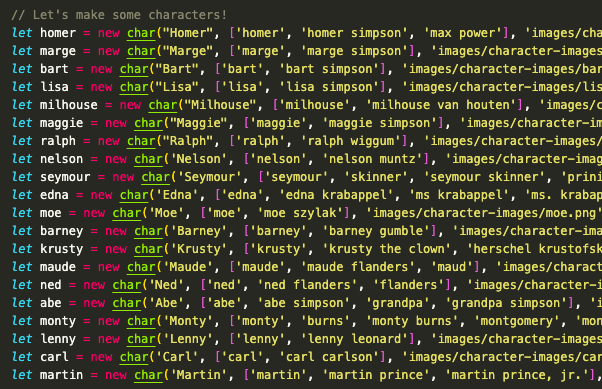 // Let's make some characters!
let homer = new char("Homer", ['homer', 'homer simpson', 'max power'], 'images/cha
let marge = new char("Marge", ['marge', 'marge simpson'], 'images/character-images
let bart = new char("Bart", ['bart', 'bart simpson'], 'images/character-images/bar
let lisa = new char("Lisa", ['lisa', 'lisa simpson'], 'images/character-images/lis
let milhouse = new char("Milhouse", ['milhouse', 'milhouse van houten'], 'images/c
let maggie = new char("Maggie", ['maggie', 'maggie simpson'], 'images/character-im
let ralph = new char("Ralph", ['ralph', 'ralph wiggum'], 'images/character-images/
let nelson = new char('Nelson', ['nelson', 'nelson muntz'], 'images/character-imag
let seymour = new char('Seymour', ['seymour', 'skinner', 'seymour skinner', 'prini
let edna = new char('Edna', ['edna', 'edna krabappel', 'ms krabappel', 'ms. krabap
let moe = new char('Moe', ['moe', 'moe szylak'], 'images/character-images/moe.png'
let barney = new char('Barney', ['barney', 'barney gumble'], 'images/character-ima
let krusty = new char('Krusty', ['krusty', 'krusty the clown', 'herschel krustofsk
let maude = new char('Maude', ['maude', 'maude flanders', 'maud'], 'images/charact
let ned = new char('Ned', ['ned', 'ned flanders', 'flanders'], 'images/character-i
let abe = new char('Abe', ['abe', 'abe simpson', 'grandpa', 'grandpa simpson'], 'i
let monty = new char('Monty', ['monty', 'burns', 'monty burns', 'montgomery', 'mon
let lenny = new char('Lenny', ['lenny', 'lenny leonard'], 'images/character-images
let carl = new char('Carl', ['carl', 'carl carlson'], 'images/character-images/car
let martin = new char('Martin', ['martin', 'martin prince', 'martin prince, jr.'],